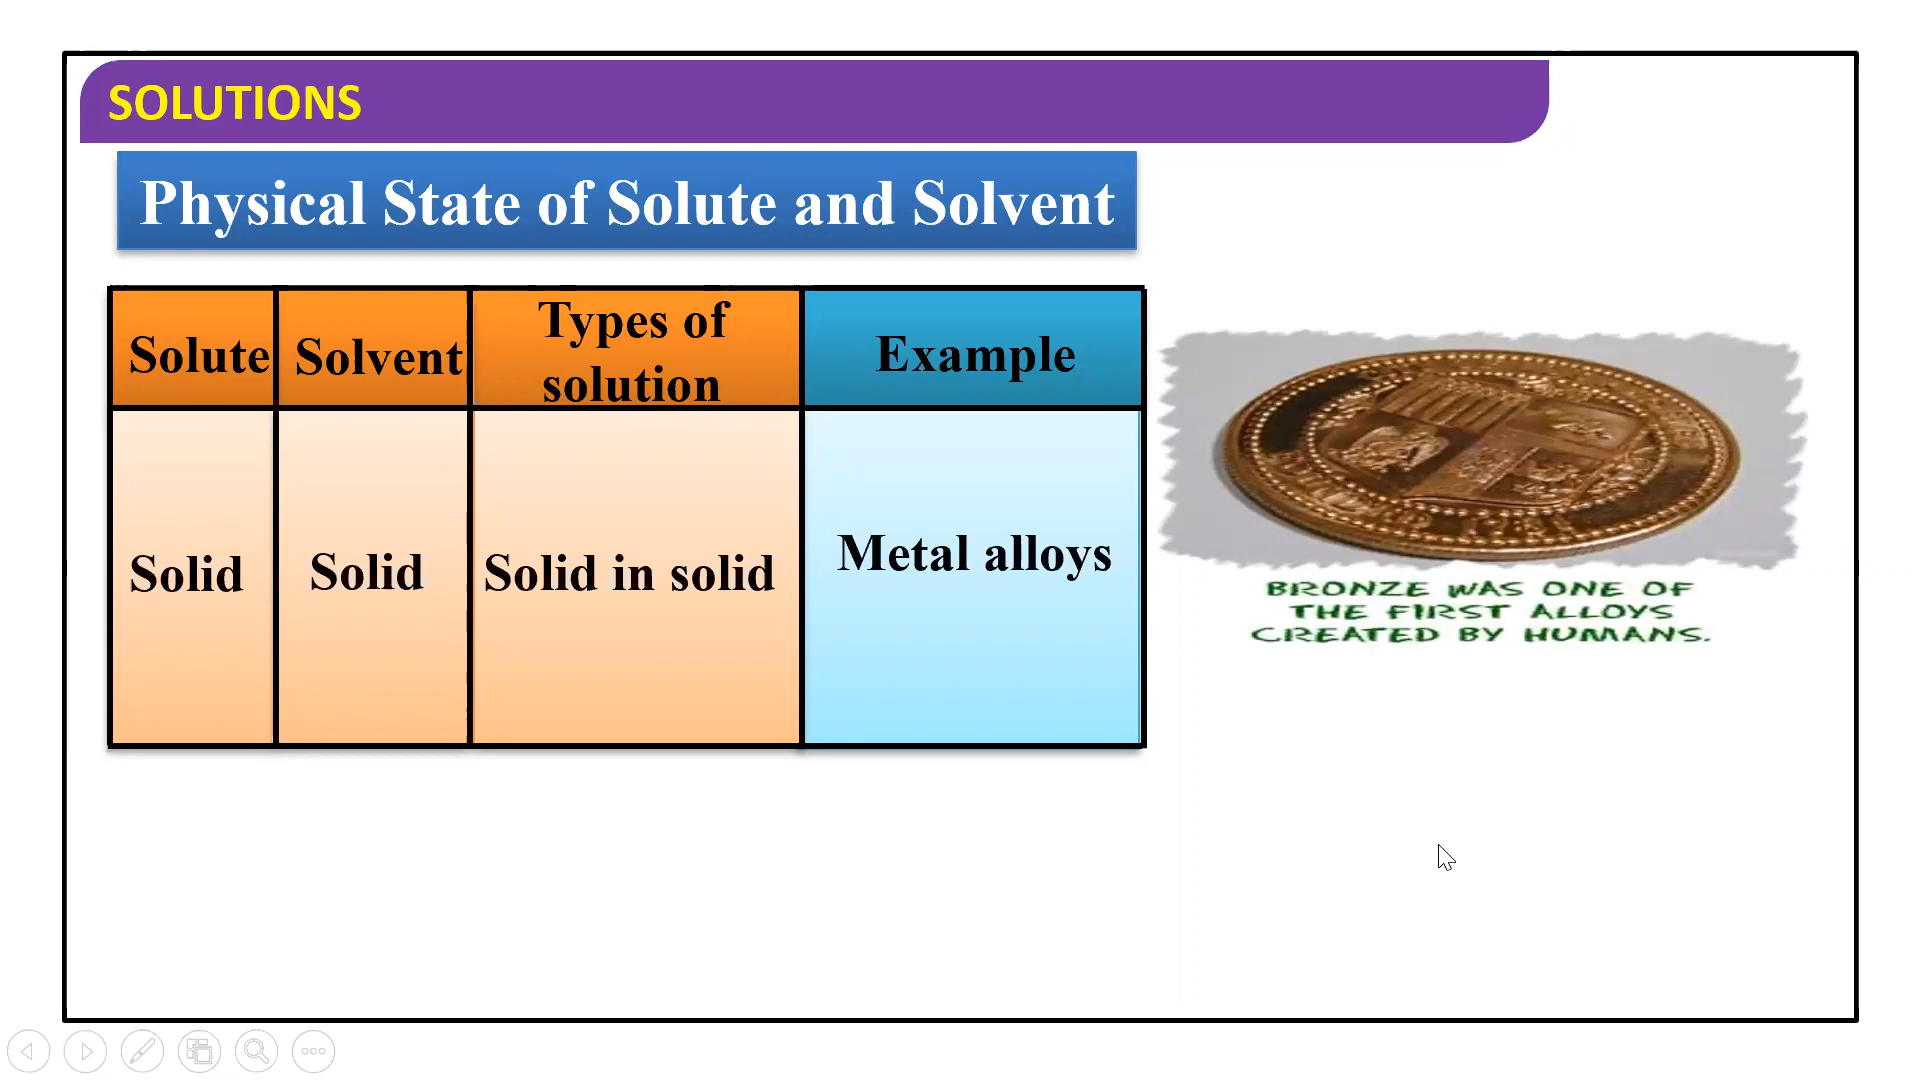 SOLUTIONS
Physical State of Solute and Solvent
Solute
Solvent
Types of
solution
Example
Solid
Solid
Solid in solid
Metal alloys
BRONZE WAS ONE OF
THE FIRST ALLOYS
CREATED BY HUMANS.